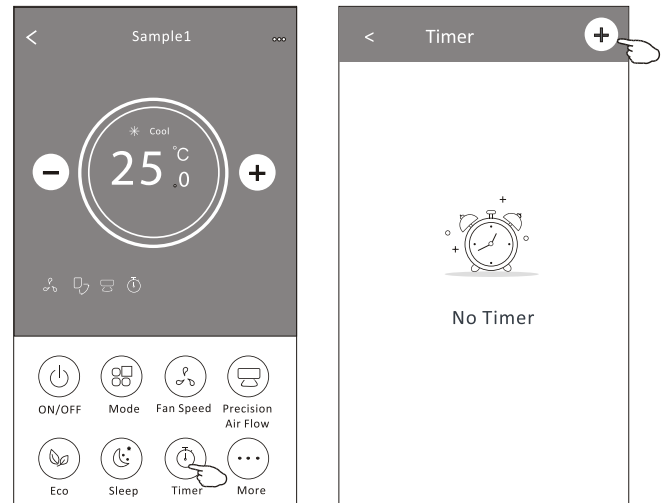 < Sample1
Cool
25 °C
.0
ON/OFF Mode Fan Speed Precision
Air Flow
Eco Sleep Timer More
< Timer +
No Timer